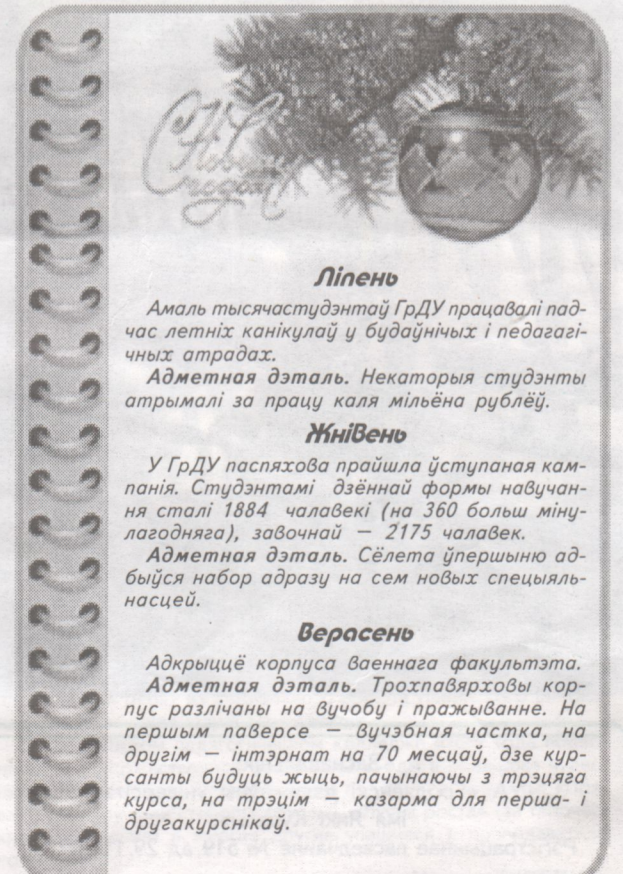 С Новым
годом!
Ліпень
Амаль тысячастудэнтаў ГрДУ працавалі пад-
час летніх канікулаў у будаўнічых і педагагі-
чных атрадах.
Адметная дэталь. Некаторыя студэнты
атрымалі за працу каля мільёна рублёў.
Жнівень
У ГрДУ паспяхова прайшла ўступаная кам-
панія. Студэнтамі дзённай формы навучан-
ня сталі 1884 чалавекі (на 360 больш міну-
лагодняга), завочнай — 2175 чалавек.
Адметная дэталь. Сёлета ўпершыню ад-
быўся набор адразу на сем новых спецыяль-
насцей.
Верасень
Адкрыццё корпуса ваеннага факультэта.
Адметная дэталь. Трохпавярховы кор-
пус разлічаны на вучобу і пражыванне. На
першым паверсе — вучэбная частка, на
другім — інтэрнат на 70 месцаў, дзе кур-
санты будуць жыць, пачынаючы з трэцяга
курса, на трэцім — казарма для перша- і
другакурснікаў.